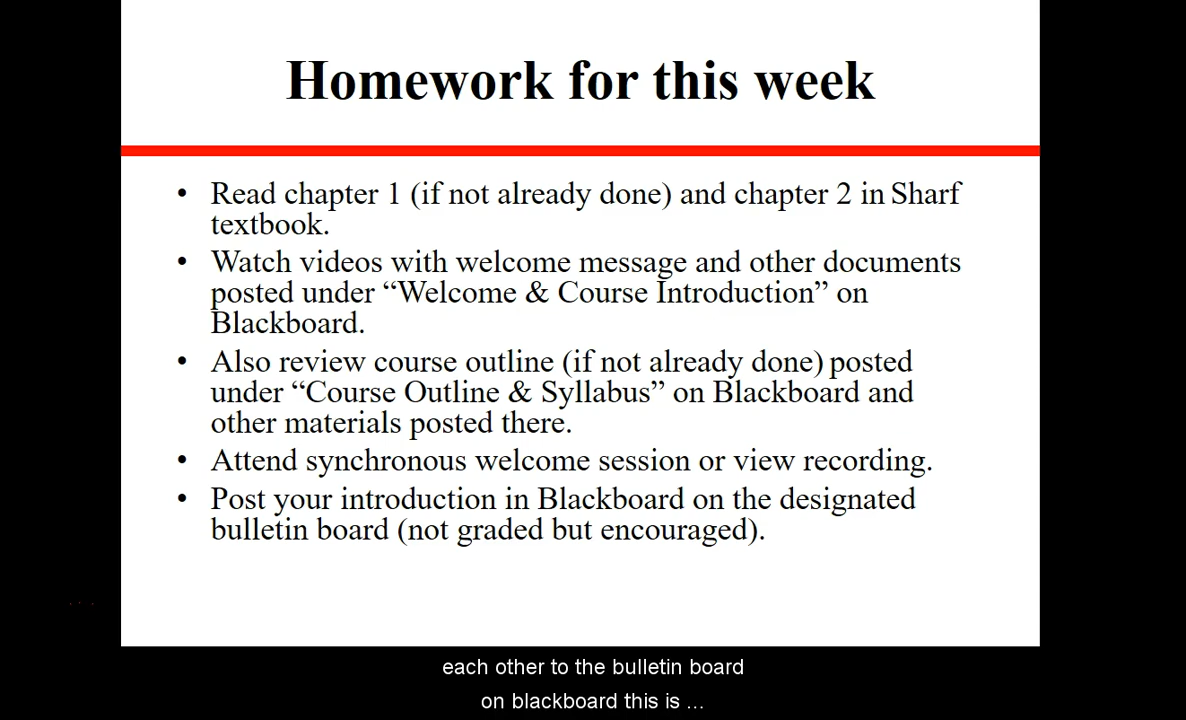 Homework for this week
• Read chapter 1 (if not already done) and chapter 2 in Sharf
textbook.
• Watch videos with welcome message and other documents
posted under “Welcome & Course Introduction” on
Blackboard.
• Also review course outline (if not already done) posted
under “Course Outline & Syllabus” on Blackboard and
other materials posted there.
• Attend synchronous welcome session or view recording.
• Post your introduction in Blackboard on the designated
bulletin board (not graded but encouraged).
each other to the bulletin board
on blackboard this is ...